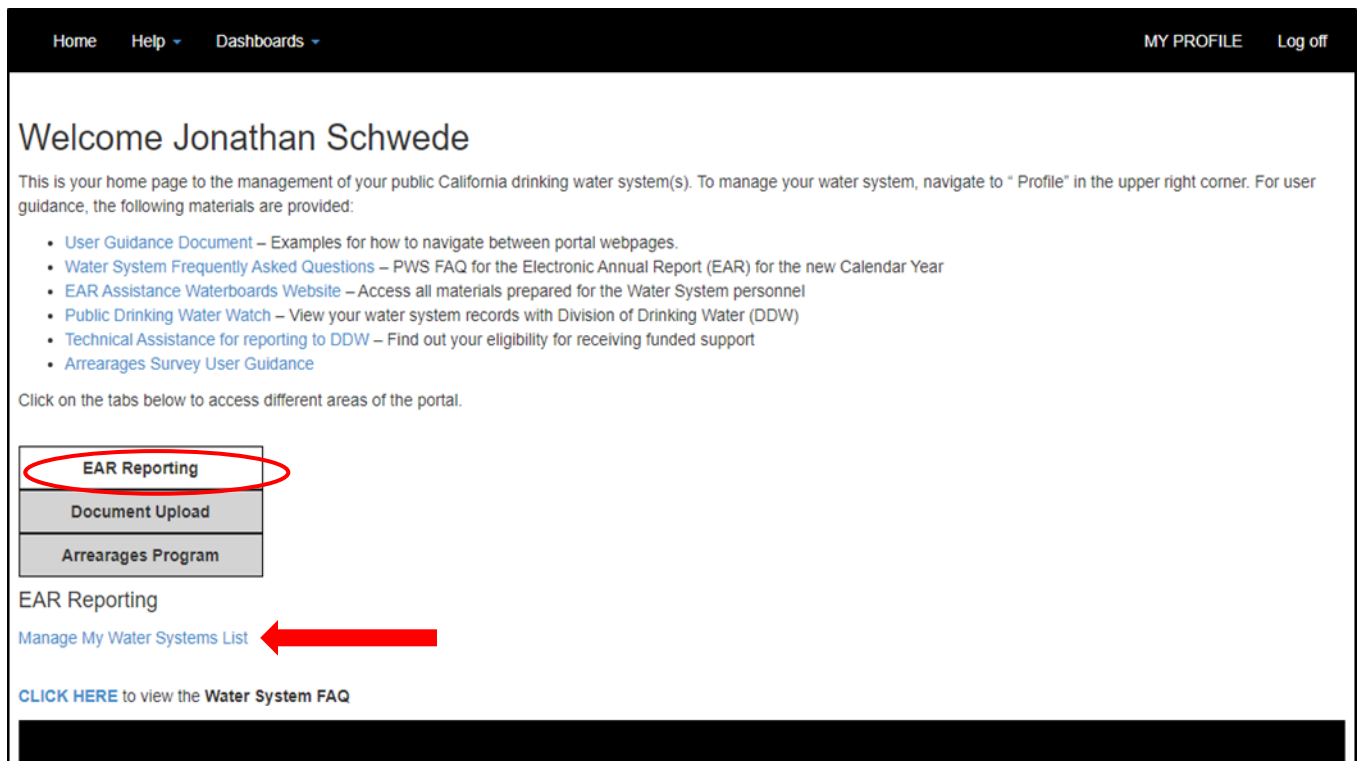 Home Help Dashboards MY PROFILE Log off
Welcome Jonathan Schwede
This is your home page to the management of your public California drinking water system(s). To manage your water system, navigate to “ Profile” in the upper right corner. For user
guidance, the following materials are provided:
• User Guidance Document – Examples for how to navigate between portal webpages.
• Water System Frequently Asked Questions – PWS FAQ for the Electronic Annual Report (EAR) for the new Calendar Year
• EAR Assistance Waterboards Website – Access all materials prepared for the Water System personnel
• Public Drinking Water Watch – View your water system records with Division of Drinking Water (DDW)
• Technical Assistance for reporting to DDW – Find out your eligibility for receiving funded support
• Arrearages Survey User Guidance
Click on the tabs below to access different areas of the portal.
EAR Reporting
Document Upload
Arrearages Program
EAR Reporting
Manage My Water Systems List
CLICK HERE to view the Water System FAQ